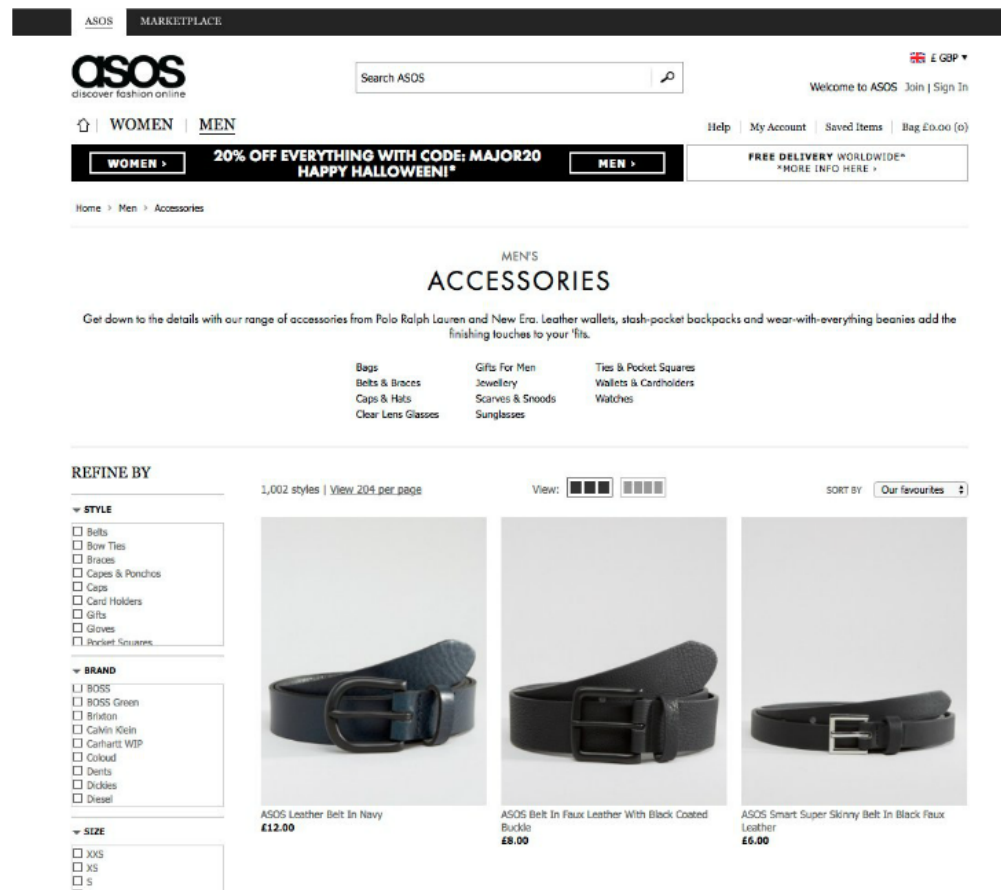 ASOS MARKETPLACE
asos
discover fashion online
Search ASOS
£ GBP
Welcome to ASOS Join | Sign In
WOMEN | MEN
Help | My Account | Saved Items | Bag £0.00 (0)
WOMEN ›
20% OFF EVERYTHING WITH CODE: MAJOR20
HAPPY HALLOWEEN!*
MEN ›
FREE DELIVERY WORLDWIDE*
*MORE INFO HERE ›
Home > Men > Accessories
MEN'S
ACCESSORIES
Get down to the details with our range of accessories from Polo Ralph Lauren and New Era. Leather wallets, stash-pocket backpacks and wear-with-everything beanies add the
finishing touches to your 'fits.
Bags
Belts & Braces
Caps & Hats
Clear Lens Glasses
Gifts For Men
Jewellery
Scarves & Snoods
Sunglasses
Ties & Pocket Squares
Wallets & Cardholders
Watches
REFINE BY
STYLE
Belts
Bow Ties
Braces
Capes & Ponchos
Caps
Card Holders
Gifts
Gloves
Pocket Squares
BRAND
BOSS
BOSS Green
Brixton
Calvin Klein
Carhartt WIP
Coloud
Dents
Dickies
Diesel
SIZE
XXS
XS
S
1,002 styles | View 204 per page
View:
SORT BY Our favourites
ASOS Leather Belt In Navy
£12.00
ASOS Belt In Faux Leather With Black Coated
Buckle
£8.00
ASOS Smart Super Skinny Belt In Black Faux
Leather
£6.00